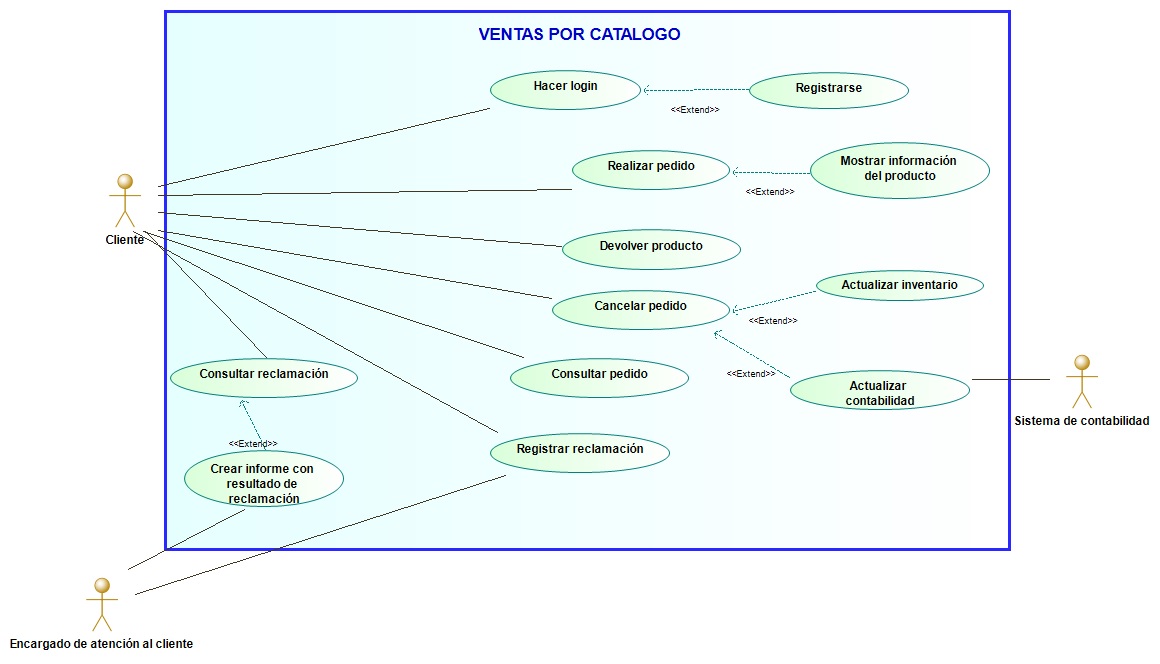 VENTAS POR CATALOGO
Hacer login
<<Extend>>
Registrarse
Realizar pedido
<<Extend>>
Mostrar información
del producto
Cliente
Devolver producto
Cancelar pedido
<<Extend>>
Actualizar inventario
<<Extend>>
Actualizar
contabilidad
Sistema de contabilidad
Consultar reclamación
Consultar pedido
<<Extend>>
Crear informe con
resultado de
reclamación
Registrar reclamación
Encargado de atención al cliente